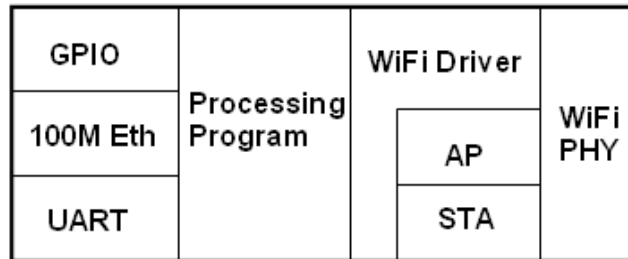 GPIO
100M Eth
UART
Processing
Program
WiFi Driver
AP
STA
WiFi
PHY